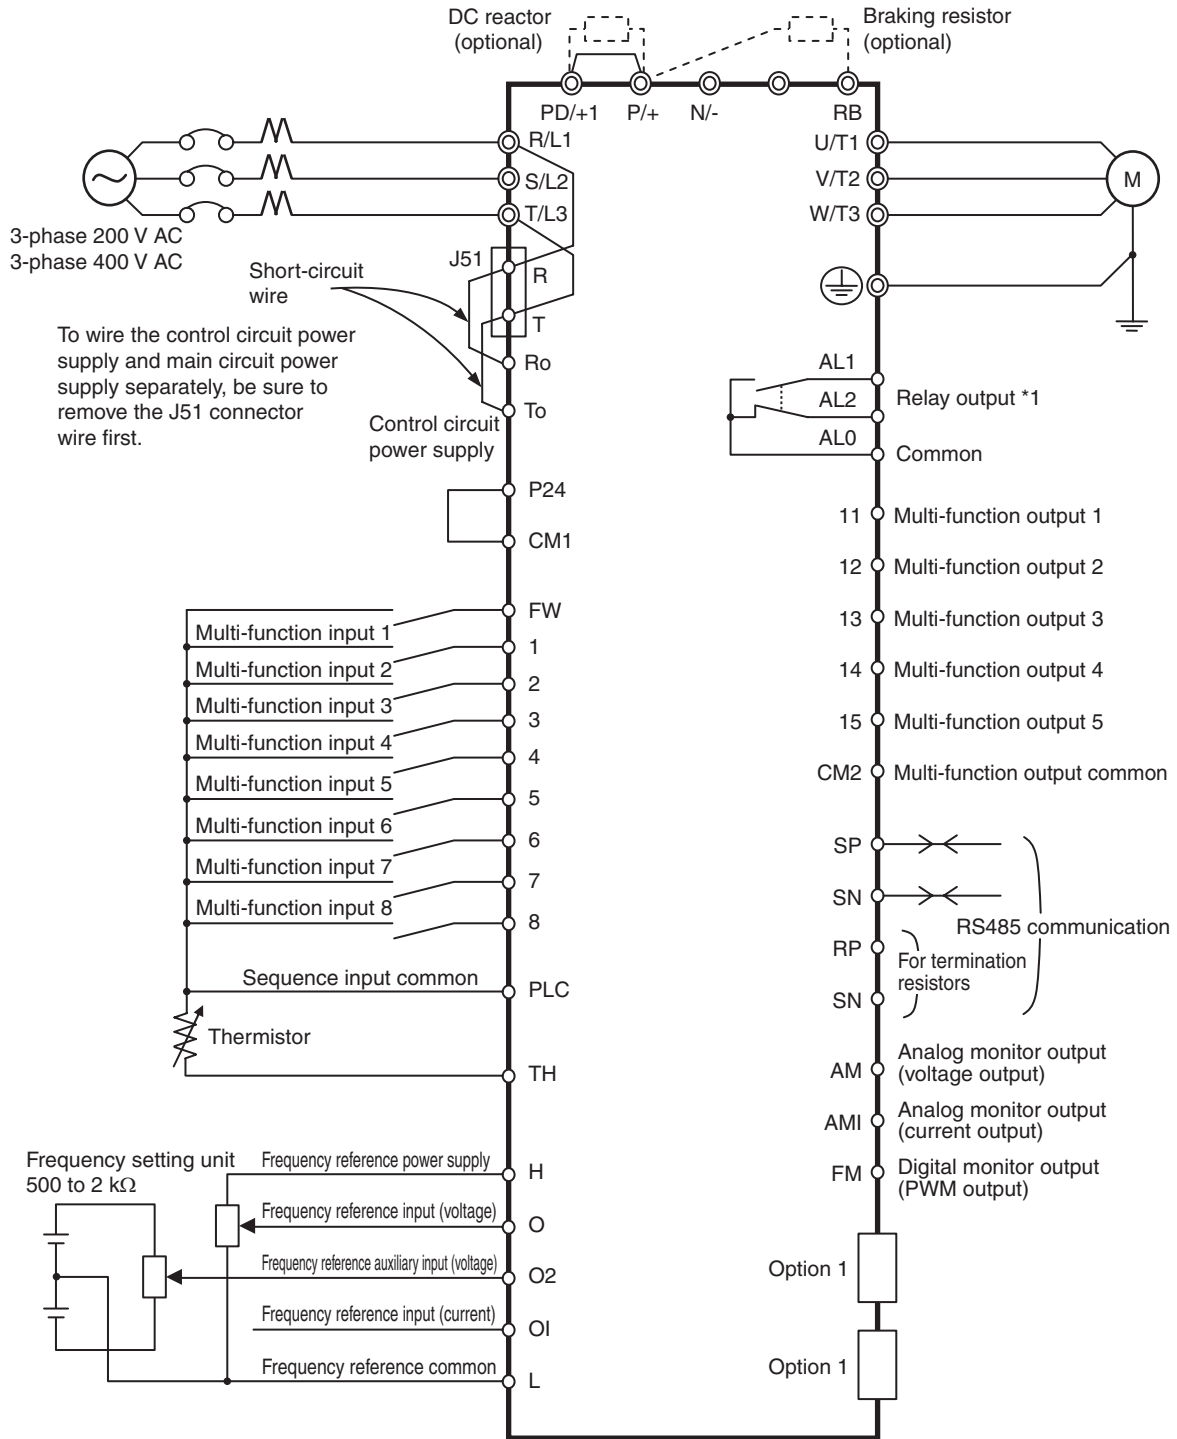 DC reactor
(optional)
Braking resistor
(optional)
PD/+1
P/+
N/-
RB
R/L1
S/L2
T/L3
U/T1
V/T2
W/T3
M
3-phase 200 V AC
3-phase 400 V AC
J51
R
T
Short-circuit
wire
To wire the control circuit power
supply and main circuit power
supply separately, be sure to
remove the J51 connector
wire first.
Ro
To
Control circuit
power supply
AL1
AL2
Relay output *1
AL0
Common
P24
CM1
11 Multi-function output 1
12 Multi-function output 2
13 Multi-function output 3
14 Multi-function output 4
15 Multi-function output 5
CM2 Multi-function output common
FW
Multi-function input 1
1
Multi-function input 2
2
Multi-function input 3
3
Multi-function input 4
4
Multi-function input 5
5
Multi-function input 6
6
Multi-function input 7
7
Multi-function input 8
8
Sequence input common
PLC
Thermistor
TH
SP
SN
RS485 communication
RP
For termination
resistors
SN
AM
Analog monitor output
(voltage output)
AMI
Analog monitor output
(current output)
FM
Digital monitor output
(PWM output)
Frequency setting unit
500 to 2 kΩ
Frequency reference power supply
H
Frequency reference input (voltage)
O
Frequency reference auxiliary input (voltage)
O2
Frequency reference input (current)
OI
Frequency reference common
L
Option 1
Option 1